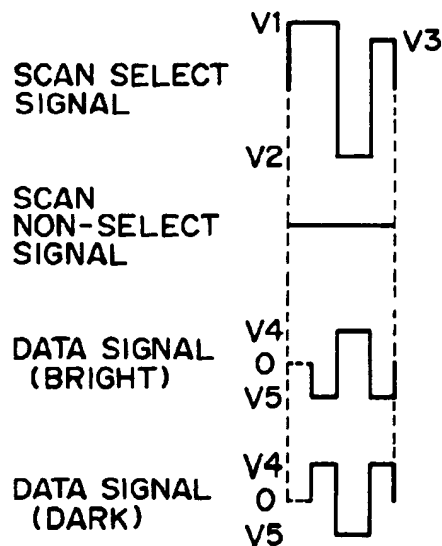 V1
V3
SCAN SELECT
SIGNAL
V2
SCAN
NON-SELECT
SIGNAL
V4
DATA SIGNAL
0
(BRIGHT)
V5
V4
DATA SIGNAL
0
(DARK)
V5